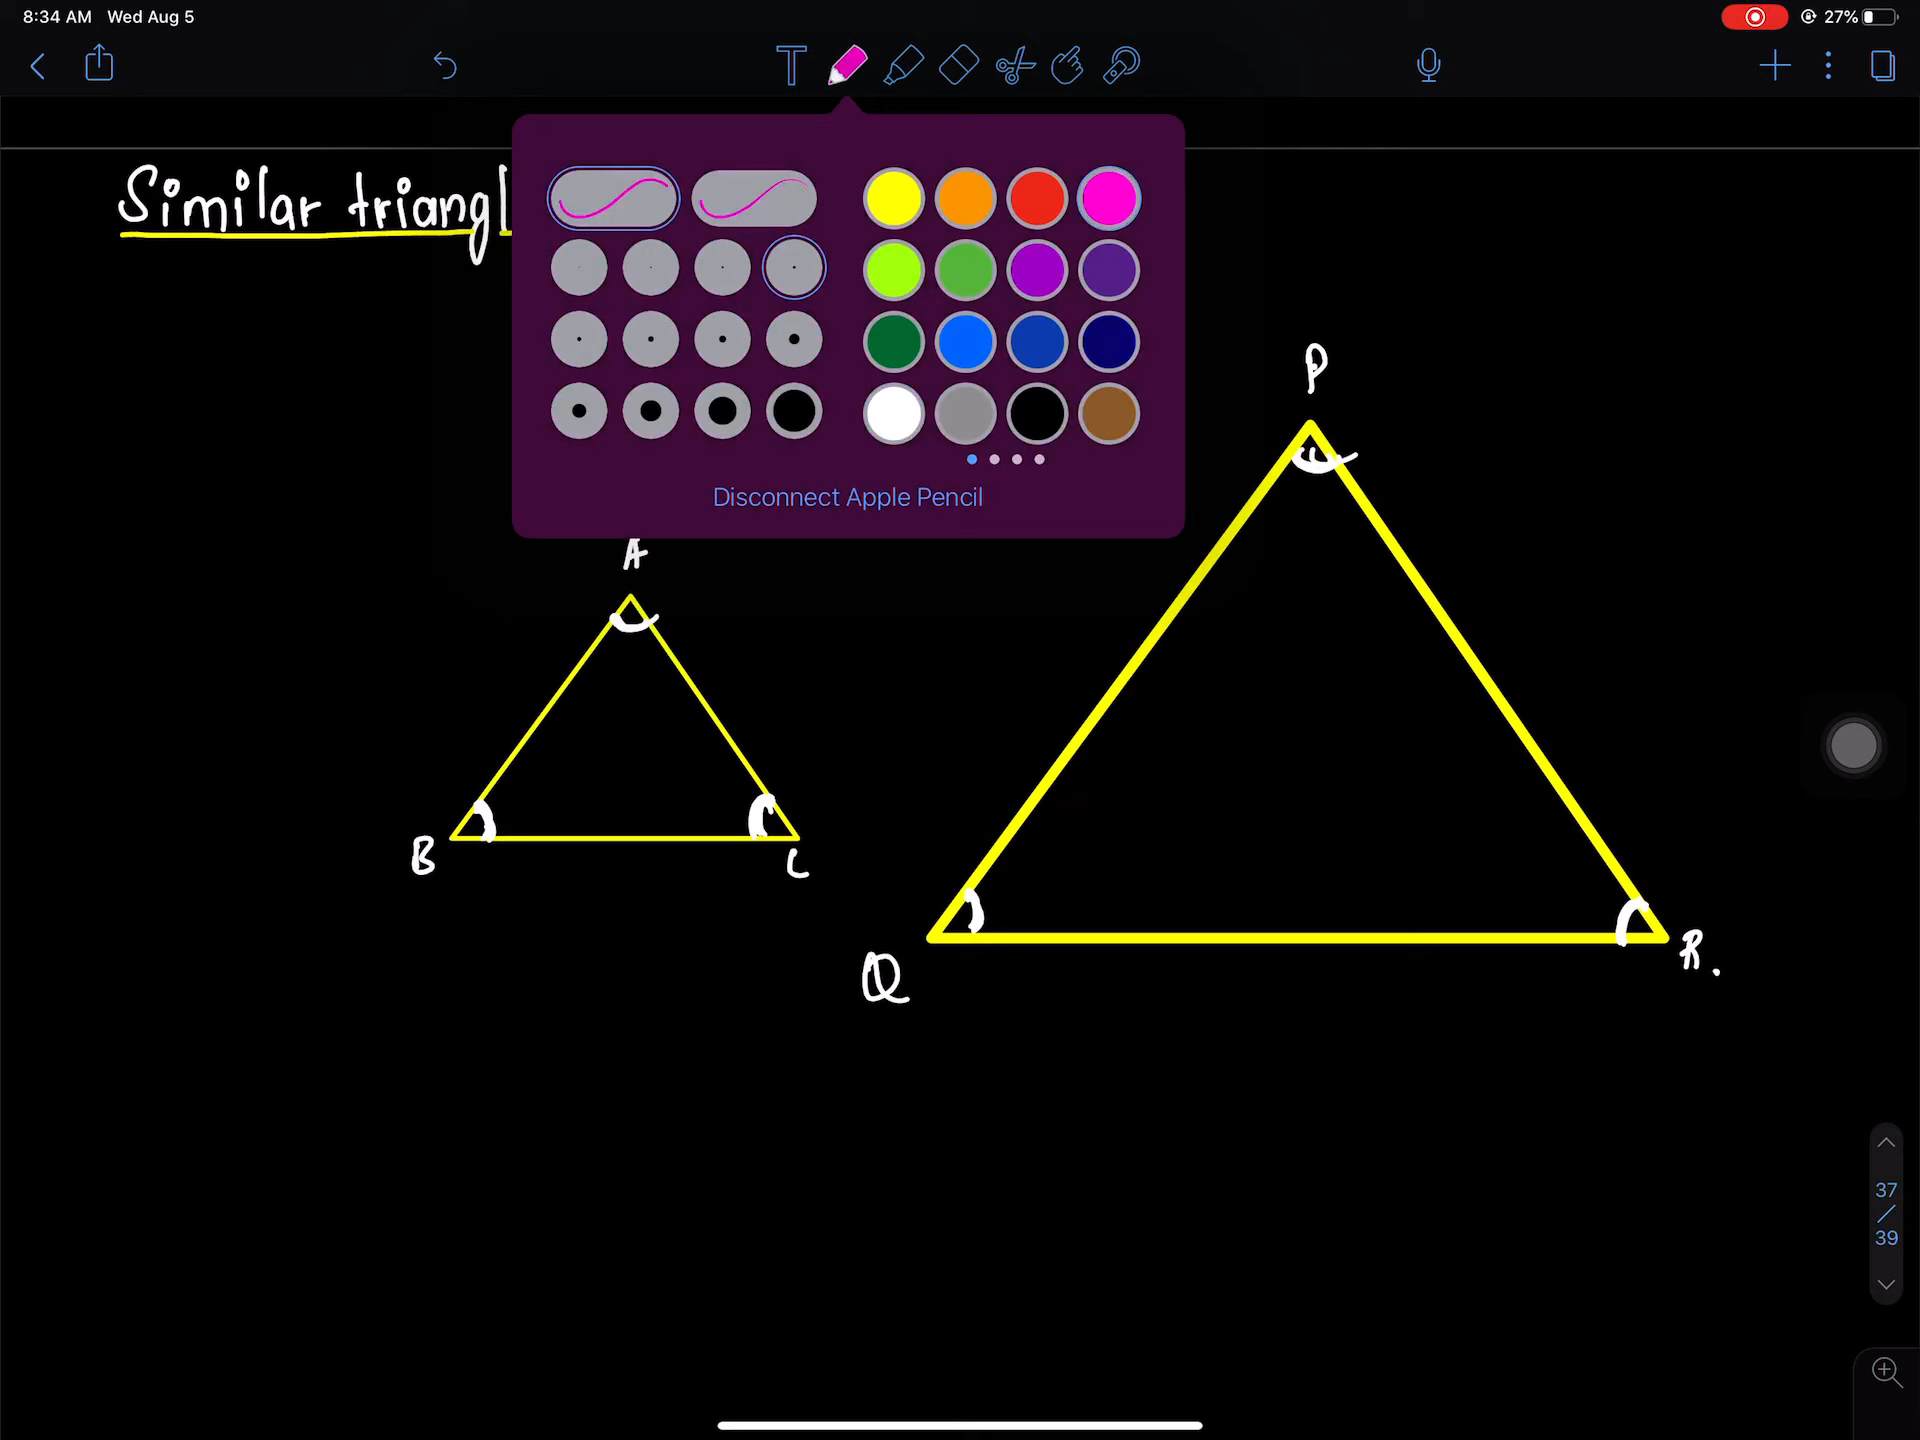 8:34 AM Wed Aug 5
27%
T
Similar triangl
Disconnect Apple Pencil
P
A
B
C
Q
R.
37
/
39